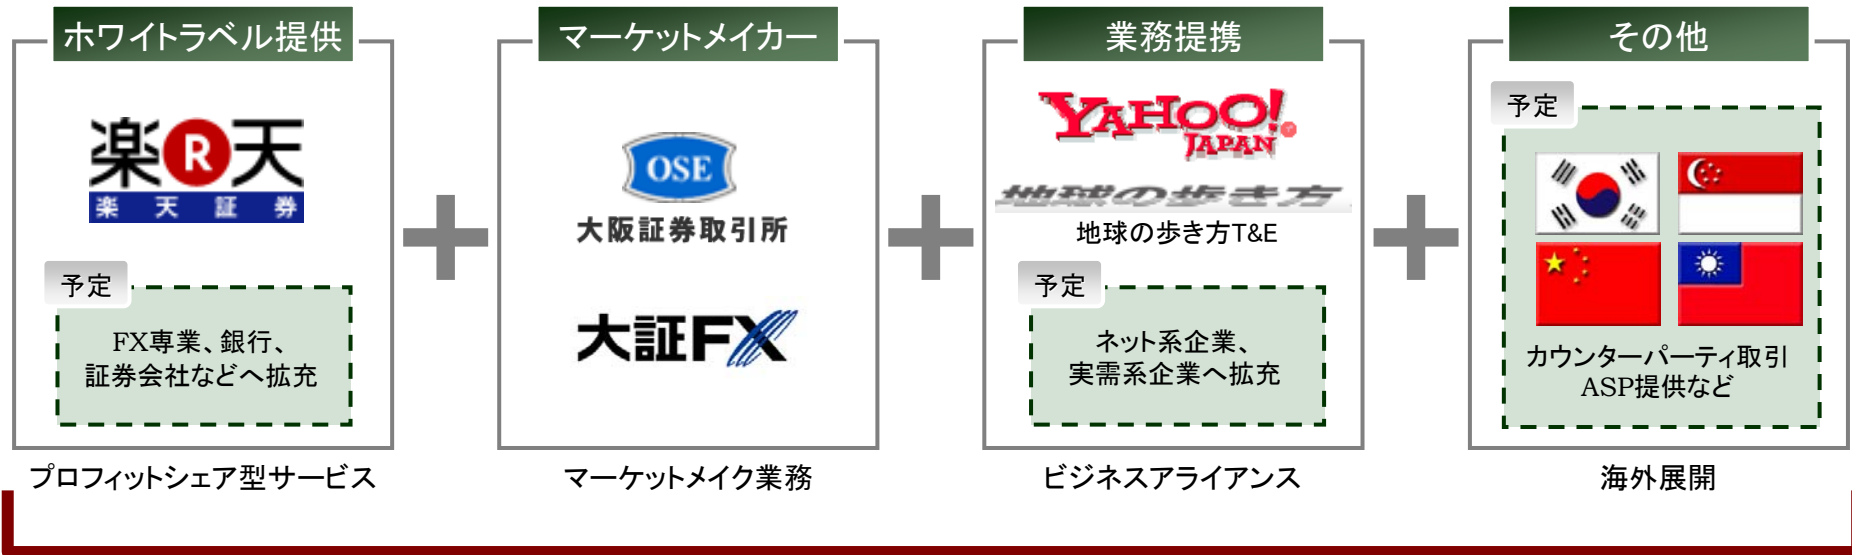 ホワイトラベル提供
楽R天
楽天証券
予定
FX専業、銀行、
証券会社などへ拡充
プロフィットシェア型サービス
マーケットメイカー
OSE
大阪証券取引所
大証FX
マーケットメイク業務
業務提携
YAHOO!
JAPAN
地球の歩き方
地球の歩き方T&E
予定
ネット系企業、
実需系企業へ拡充
ビジネスアライアンス
その他
予定
カウンターパーティ取引
ASP提供など
海外展開